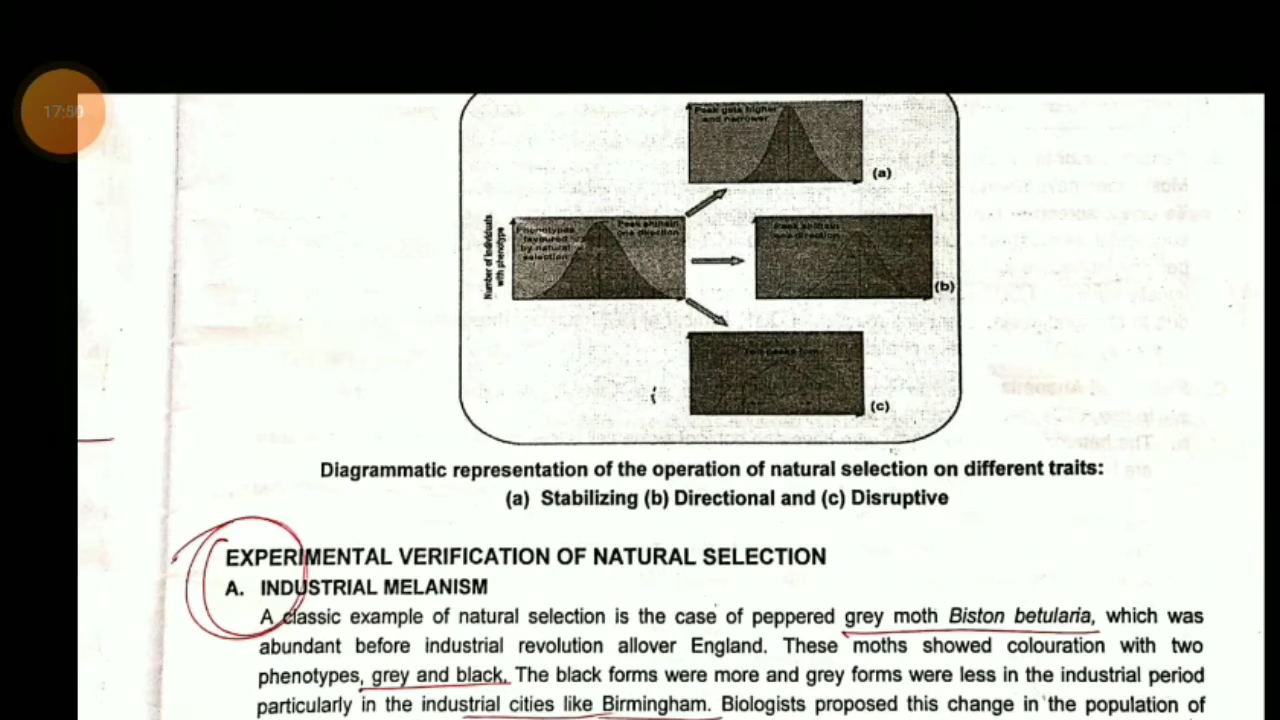 17:50
Peak gets higher
and narrower
(a)
Number of individuals
with phenotype
Phenotypes
favoured
by natural
selection
Peak shifts in
one direction
Peak shifts in
one direction
(b)
Two peaks form
(c)
Diagrammatic representation of the operation of natural selection on different traits:
(a) Stabilizing (b) Directional and (c) Disruptive
EXPERIMENTAL VERIFICATION OF NATURAL SELECTION
A. INDUSTRIAL MELANISM
A classic example of natural selection is the case of peppered grey moth Biston betularia, which was
abundant before industrial revolution allover England. These moths showed colouration with two
phenotypes, grey and black. The black forms were more and grey forms were less in the industrial period
particularly in the industrial cities like Birmingham. Biologists proposed this change in the population of